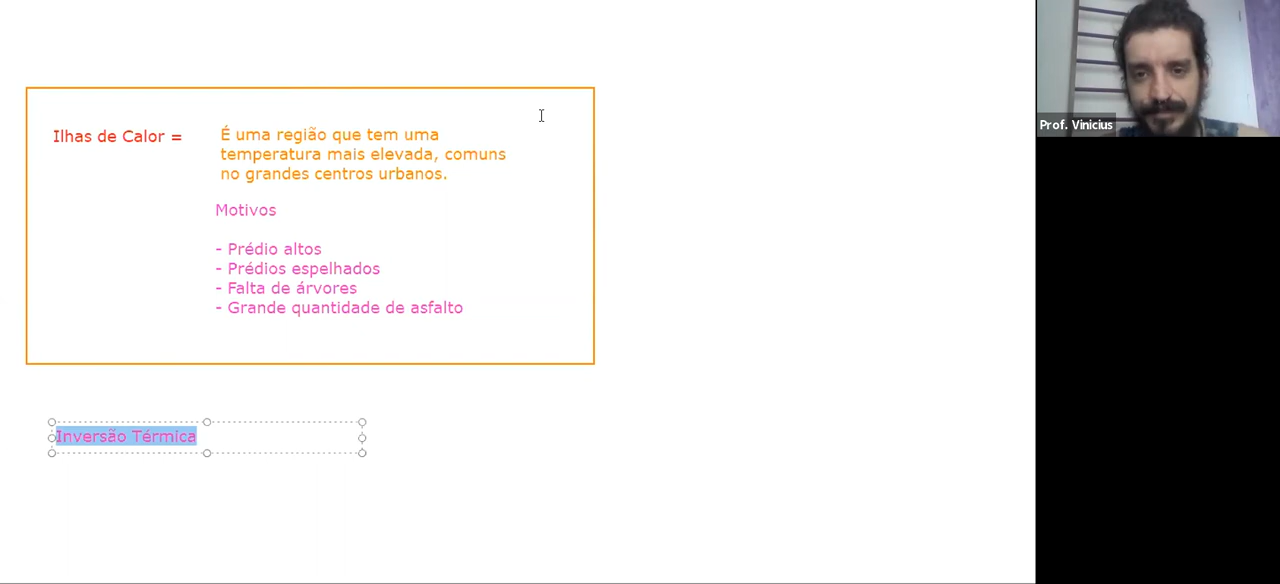 Prof. Vinicius
Ilhas de Calor =
É uma região que tem uma
temperatura mais elevada, comuns
no grandes centros urbanos.
Motivos
- Prédio altos
- Prédios espelhados
- Falta de árvores
- Grande quantidade de asfalto
Inversão Térmica